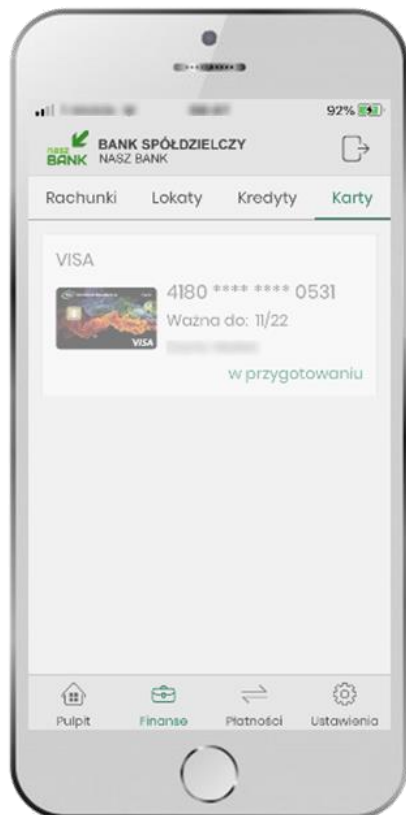 92%
nasz
BANK
BANK SPÓŁDZIELCZY
NASZ BANK
Rachunki Lokaty Kredyty Karty
VISA
4180 **** **** 0531
Ważna do: 11/22
VISA
w przygotowaniu
Pulpit Finanse Płatności Ustawienia